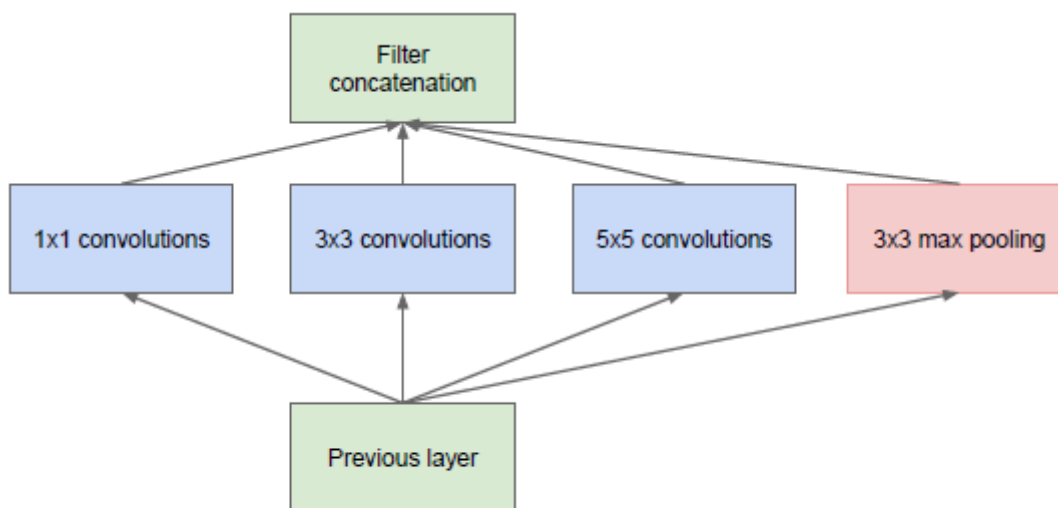 Filter
concatenation
1x1 convolutions
3x3 convolutions
5x5 convolutions
3x3 max pooling
Previous layer